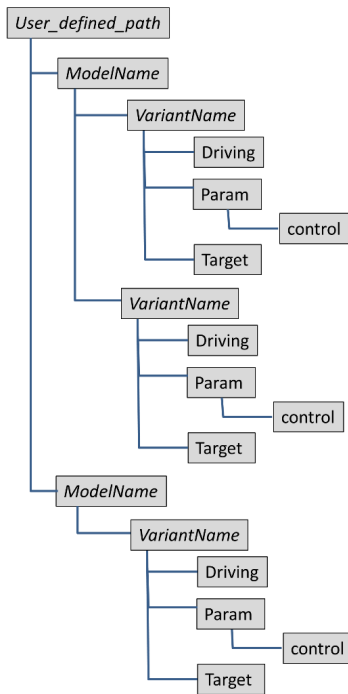 User_defined_path
ModelName
VariantName
Driving
Param
control
Target
VariantName
Driving
Param
control
Target
ModelName
VariantName
Driving
Param
control
Target